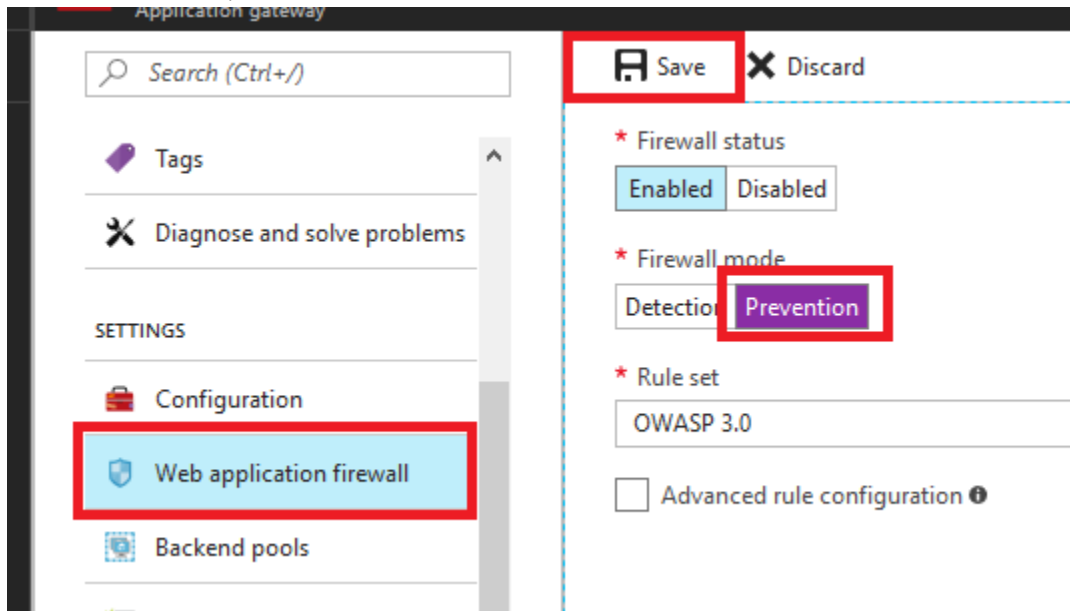 Application gateway
Search (Ctrl+/)
Tags
Diagnose and solve problems
SETTINGS
Configuration
Web application firewall
Backend pools
Save
Discard
* Firewall status
Enabled
Disabled
* Firewall mode
Detection
Prevention
* Rule set
OWASP 3.0
Advanced rule configuration